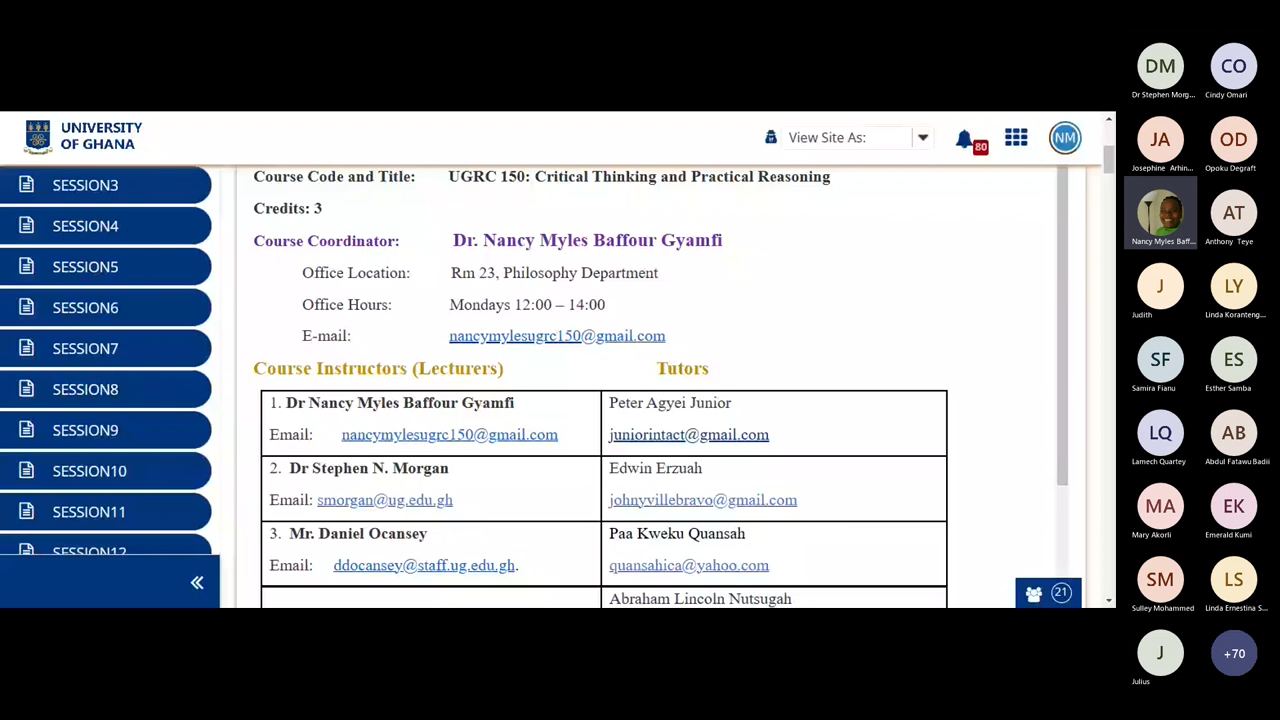 UNIVERSITY
OF GHANA
View Site As:
80
NM
SESSION3
SESSION4
SESSION5
SESSION6
SESSION7
SESSION8
SESSION9
SESSION10
SESSION11
SESSION12
Course Code and Title: UGRC 150: Critical Thinking and Practical Reasoning
Credits: 3
Course Coordinator: Dr. Nancy Myles Baffour Gyamfi
Office Location: Rm 23, Philosophy Department
Office Hours: Mondays 12:00 – 14:00
E-mail: nancymylesugrc150@gmail.com
Course Instructors (Lecturers) Tutors
1. Dr Nancy Myles Baffour Gyamfi Peter Agyei Junior
Email: nancymylesugrc150@gmail.com juniorintact@gmail.com
2. Dr Stephen N. Morgan Edwin Erzuah
Email: smorgan@ug.edu.gh johnyvillebravo@gmail.com
3. Mr. Daniel Ocansey Paa Kweku Quansah
Email: ddocansey@staff.ug.edu.gh. quansahica@yahoo.com
Abraham Lincoln Nutsugah
21
DM CO
Dr Stephen Morg... Cindy Omari
JA OD
Josephine Arhin... Opoku Degraft
AT
Nancy Myles Baff... Anthony Teye
J LY
Judith Linda Koranteng...
SF ES
Samira Fianu Esther Samba
LQ AB
Lamech Quartey Abdul Fatawu Badii
MA EK
Mary Akorli Emerald Kumi
SM LS
Sulley Mohammed Linda Ernestina S...
J +70
Julius